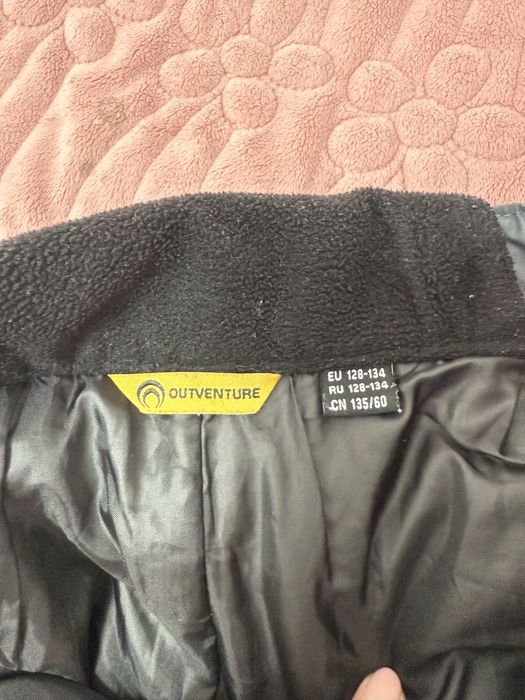 OUTVENTURE
EU 128-134
RU 128-134
CN 135/60